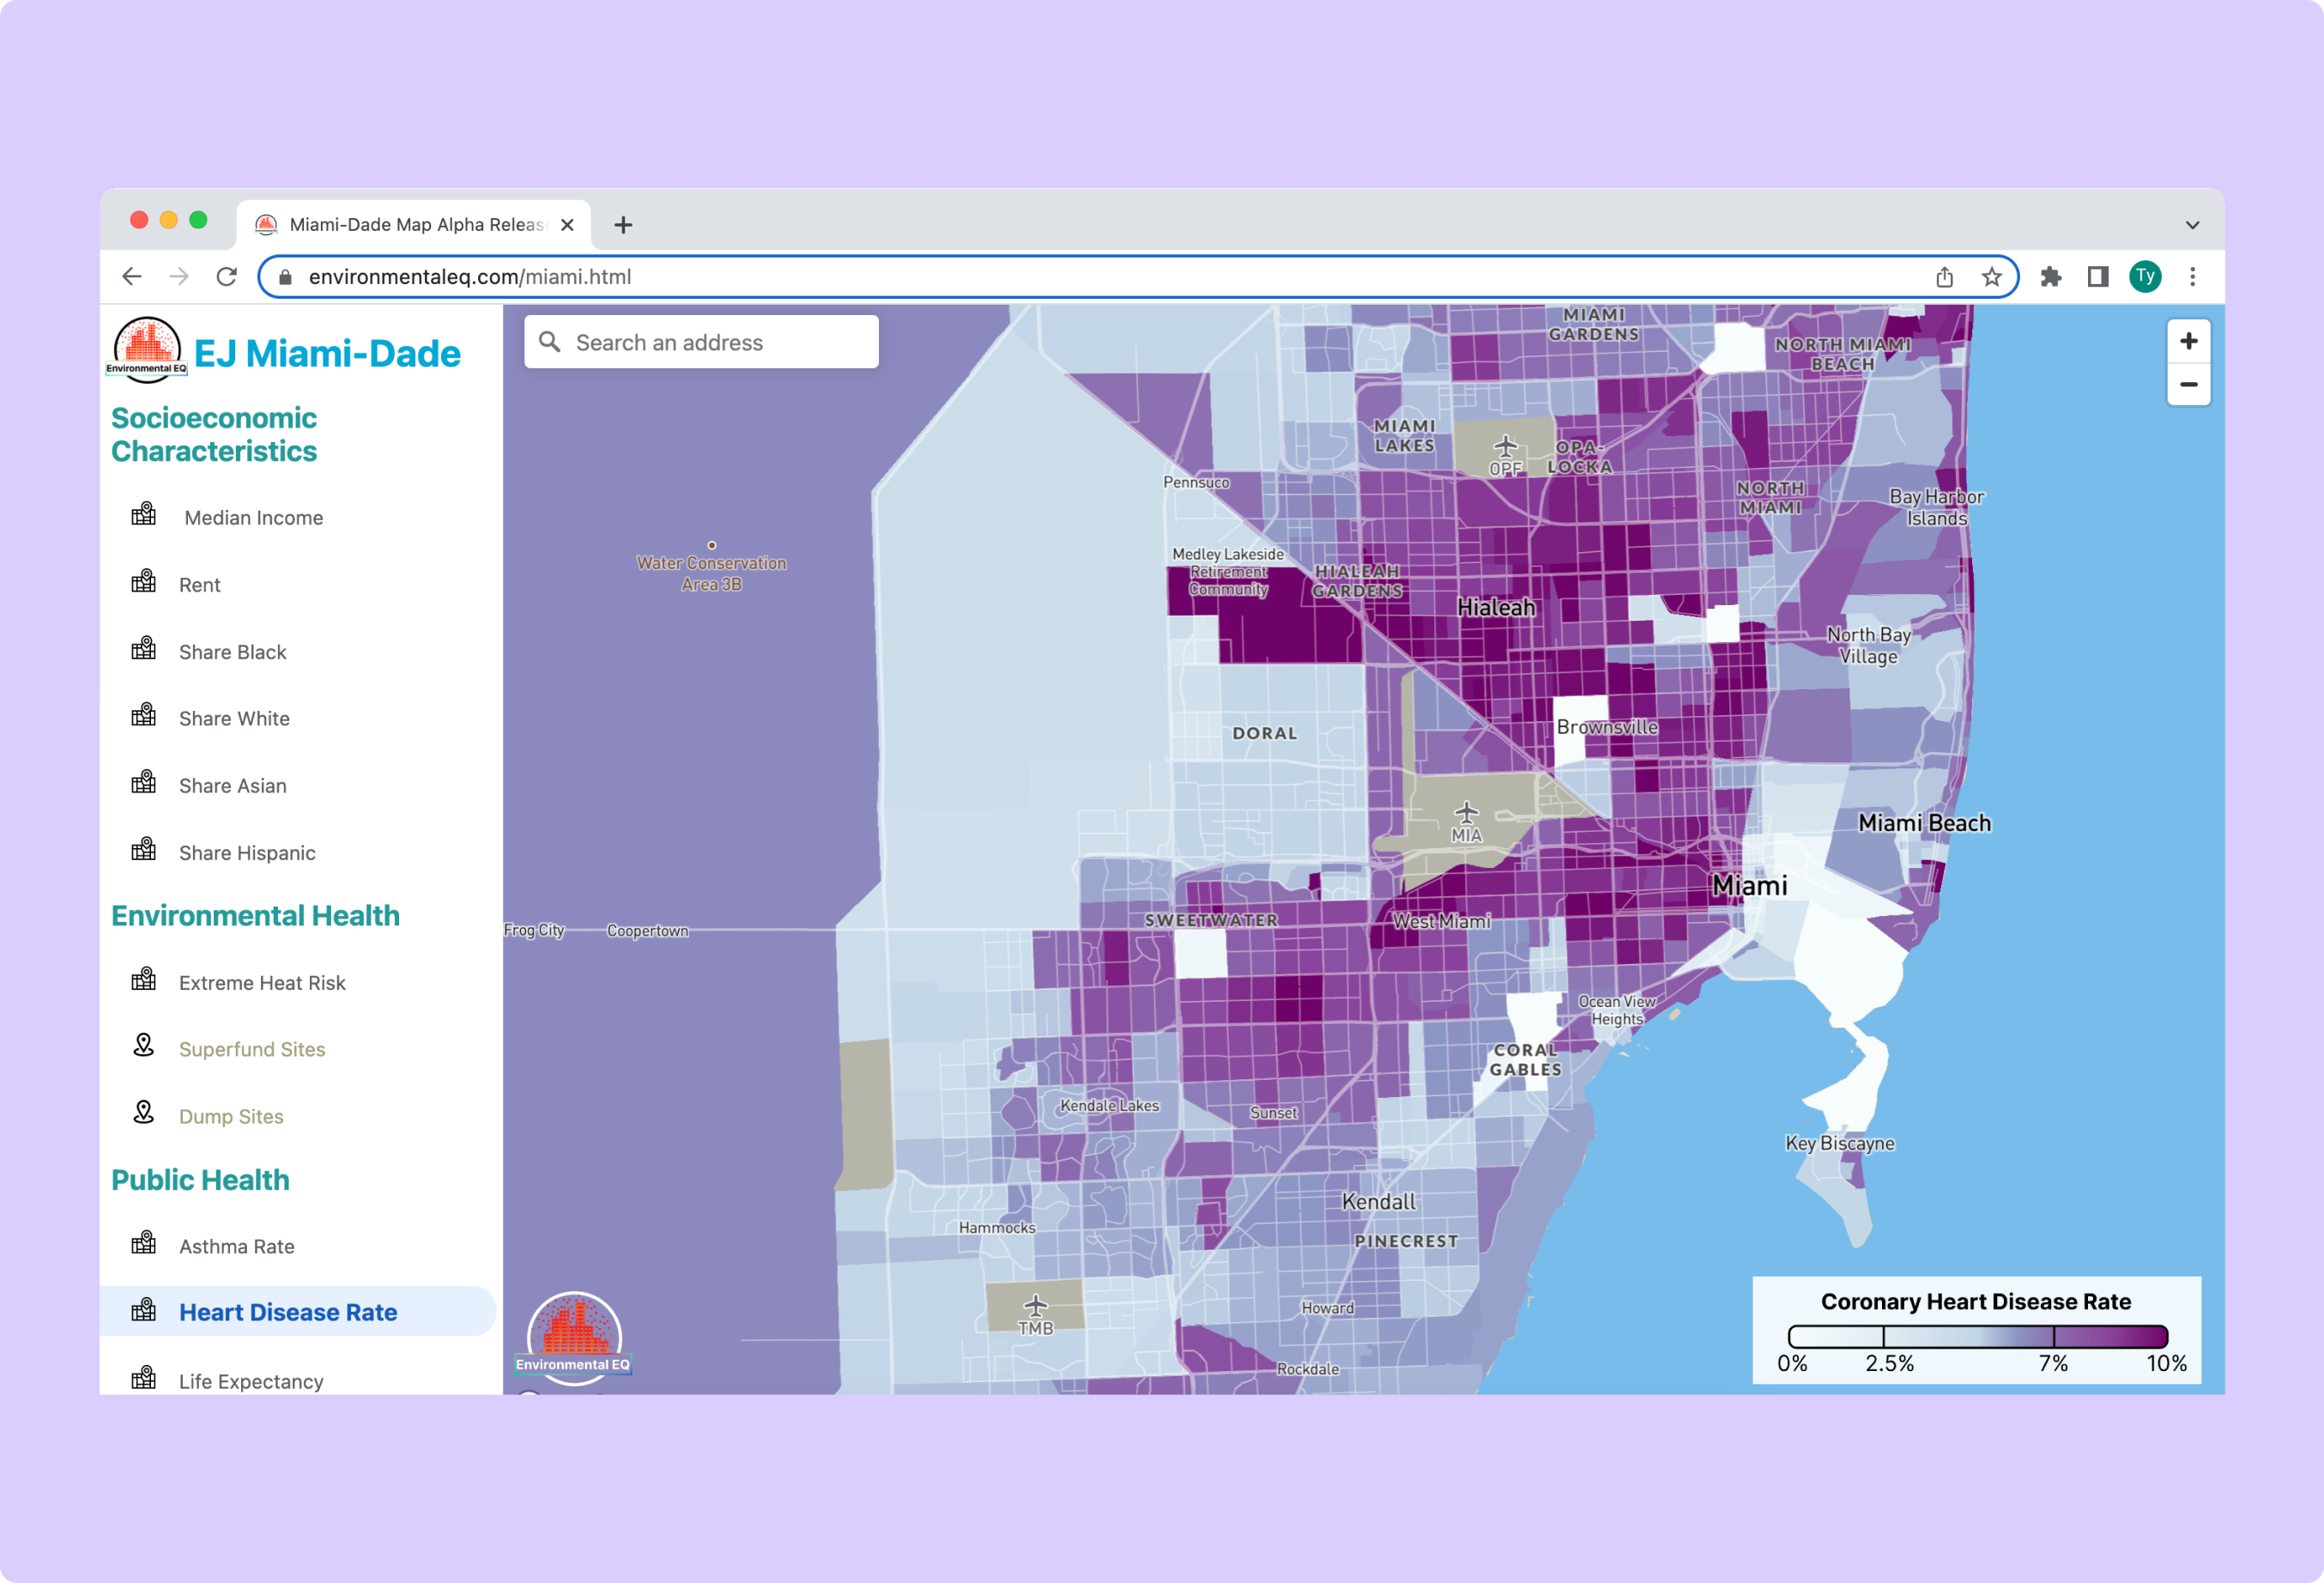 Miami-Dade Map Alpha Releas
environmentaleq.com/miami.html
Ty
Environmental EQ
EJ Miami-Dade
Socioeconomic
Characteristics
Median Income
Rent
Share Black
Share White
Share Asian
Share Hispanic
Environmental Health
Extreme Heat Risk
Superfund Sites
Dump Sites
Public Health
Asthma Rate
Heart Disease Rate
Life Expectancy
Search an address
+
−
MIAMI
GARDENS
NORTH MIAMI
BEACH
MIAMI
LAKES
OPF
OPA-
LOCKA
Pennsuco
NORTH
MIAMI
Bay Harbor
Islands
Water Conservation
Area 3B
Medley Lakeside
Retirement
Community
HIALEAH
GARDENS
Hialeah
North Bay
Village
DORAL
Brownsville
MIA
Miami Beach
Miami
Frog City
Coopertown
SWEETWATER
West Miami
Ocean View
Heights
CORAL
GABLES
Kendale Lakes
Sunset
Key Biscayne
Kendall
Hammocks
PINECREST
TMB
Howard
Rockdale
Environmental EQ
Coronary Heart Disease Rate
0% 2.5% 7% 10%